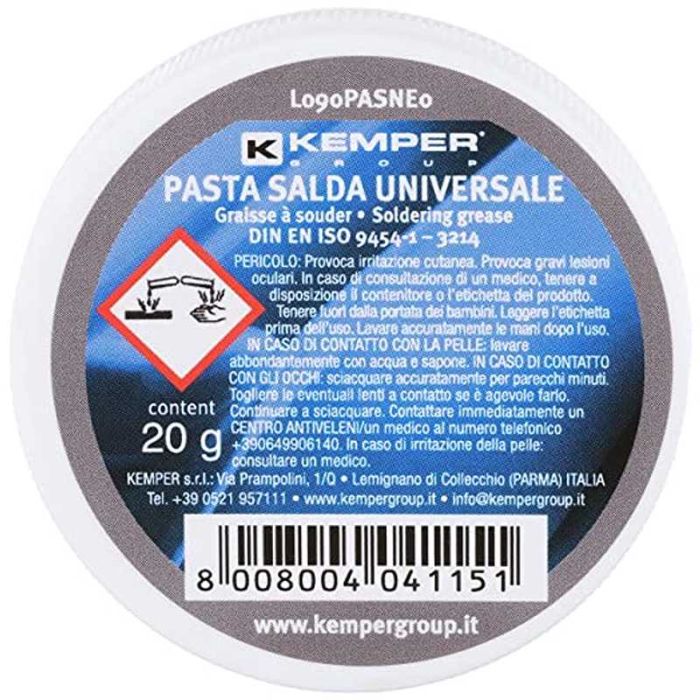 L090PASNE0
K KEMPER®
GROUP
PASTA SALDA UNIVERSALE
Graisse à souder • Soldering grease
DIN EN ISO 9454-1 – 3214
PERICOLO: Provoca irritazione cutanea. Provoca gravi lesioni
oculari. In caso di consultazione di un medico, tenere a
disposizione il contenitore o l'etichetta del prodotto.
Tenere fuori dalla portata dei bambini. Leggere l'etichetta
prima dell'uso. Lavare accuratamente le mani dopo l'uso.
IN CASO DI CONTATTO CON LA PELLE: lavare
abbondantemente con acqua e sapone. IN CASO DI CONTATTO
CON GLI OCCHI: sciacquare accuratamente per parecchi minuti.
Togliere le eventuali lenti a contatto se è agevole farlo.
Continuare a sciacquare. Contattare immediatamente un
CENTRO ANTIVELENI/un medico al numero telefonico
+390649906140. In caso di irritazione della pelle:
consultare un medico.
content
20 g
KEMPER s.r.l.: Via Prampolini, 1/Q • Lemignano di Collecchio (PARMA) ITALIA
Tel. +39 0521 957111 • www.kempergroup.it • info@kempergroup.it
8 008004 041151
www.kempergroup.it